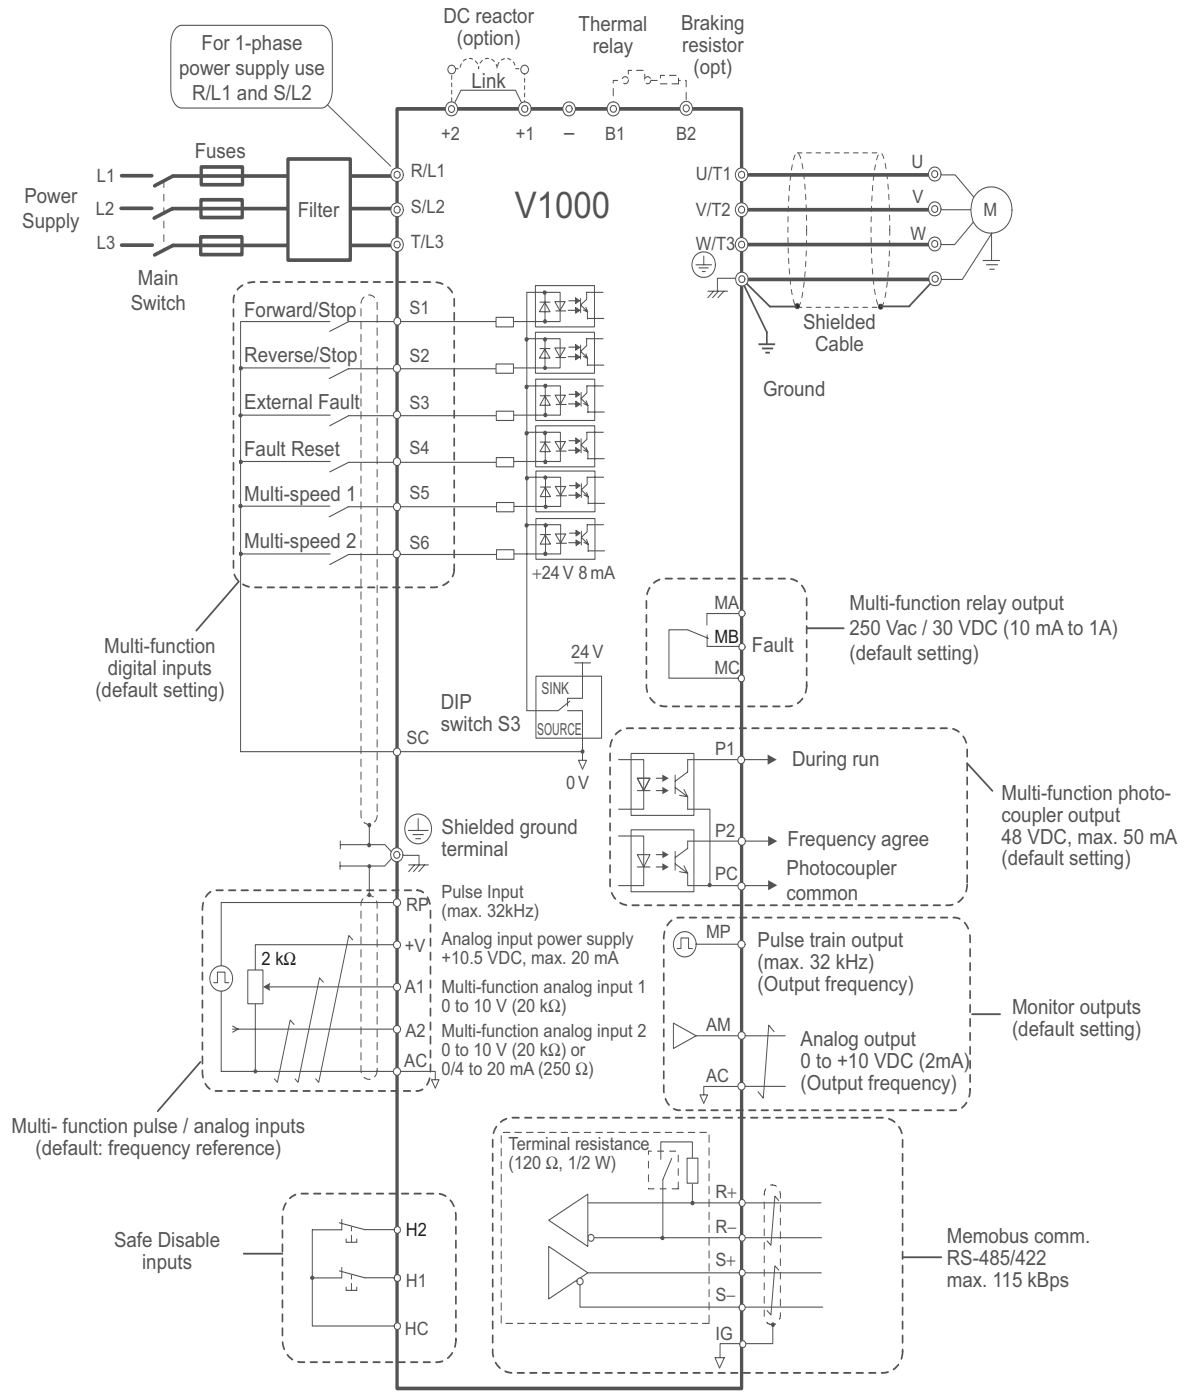 For 1-phase
power supply use
R/L1 and S/L2
DC reactor
(option)
Link
Thermal
relay
Braking
resistor
(opt)
+2
+1
–
B1
B2
Power
Supply
L1
L2
L3
Fuses
Main
Switch
Filter
R/L1
S/L2
T/L3
V1000
U/T1
V/T2
W/T3
U
V
W
M
Shielded
Cable
Ground
Forward/Stop
S1
Reverse/Stop
S2
External Fault
S3
Fault Reset
S4
Multi-speed 1
S5
Multi-speed 2
S6
+24 V 8 mA
Multi-function
digital inputs
(default setting)
24 V
DIP
switch S3
SINK
SOURCE
SC
0 V
MA
MB
MC
Fault
Multi-function relay output
250 Vac / 30 VDC (10 mA to 1A)
(default setting)
P1
During run
P2
Frequency agree
PC
Photocoupler
common
Multi-function photo-
coupler output
48 VDC, max. 50 mA
(default setting)
Shielded ground
terminal
RP
Pulse Input
(max. 32kHz)
+V
Analog input power supply
+10.5 VDC, max. 20 mA
2 kΩ
A1
Multi-function analog input 1
0 to 10 V (20 kΩ)
A2
Multi-function analog input 2
0 to 10 V (20 kΩ) or
0/4 to 20 mA (250 Ω)
AC
Multi- function pulse / analog inputs
(default: frequency reference)
MP
Pulse train output
(max. 32 kHz)
(Output frequency)
AM
Analog output
0 to +10 VDC (2mA)
(Output frequency)
AC
Monitor outputs
(default setting)
Terminal resistance
(120 Ω, 1/2 W)
R+
R–
S+
S–
IG
Memobus comm.
RS-485/422
max. 115 kBps
Safe Disable
inputs
H2
H1
HC